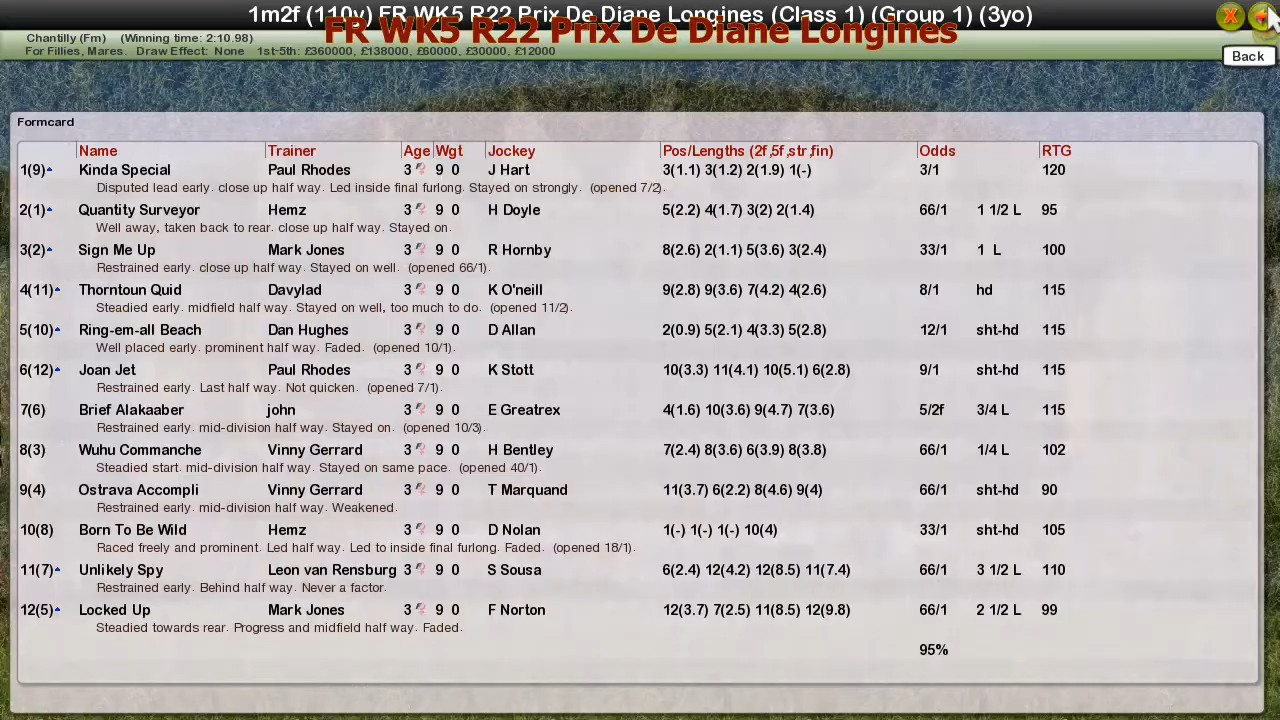 1m2f (110y) FR WK5 R22 Prix De Diane Longines (Class 1) (Group 1) (3yo)
FR WK5 R22 Prix De Diane Longines
Chantilly (Fm) (Winning time: 2:10.98)
For Fillies, Mares. Draw Effect: None 1st-5th: £360000, £138000, £60000, £30000, £12000
X
Back
Formcard
Name Trainer Age Wgt Jockey Pos/Lengths (2f,5f,str,fin) Odds RTG
1(9) Kinda Special Paul Rhodes 3 9 0 J Hart 3(1.1) 3(1.2) 2(1.9) 1(-) 3/1 120
Disputed lead early. close up half way. Led inside final furlong. Stayed on strongly. (opened 7/2).
2(1) Quantity Surveyor Hemz 3 9 0 H Doyle 5(2.2) 4(1.7) 3(2) 2(1.4) 66/1 1 1/2 L 95
Well away, taken back to rear. close up half way. Stayed on.
3(2) Sign Me Up Mark Jones 3 9 0 R Hornby 8(2.6) 2(1.1) 5(3.6) 3(2.4) 33/1 1 L 100
Restrained early. close up half way. Stayed on well. (opened 66/1).
4(11) Thorntoun Quid Davylad 3 9 0 K O'neill 9(2.8) 9(3.6) 7(4.2) 4(2.6) 8/1 hd 115
Steadied early. midfield half way. Stayed on well, too much to do. (opened 11/2).
5(10) Ring-em-all Beach Dan Hughes 3 9 0 D Allan 2(0.9) 5(2.1) 4(3.3) 5(2.8) 12/1 sht-hd 115
Well placed early. prominent half way. Faded. (opened 10/1).
6(12) Joan Jet Paul Rhodes 3 9 0 K Stott 10(3.3) 11(4.1) 10(5.1) 6(2.8) 9/1 sht-hd 115
Restrained early. Last half way. Not quicken. (opened 7/1).
7(6) Brief Alakaaber john 3 9 0 E Greatrex 4(1.6) 10(3.6) 9(4.7) 7(3.6) 5/2f 3/4 L 115
Restrained early. mid-division half way. Stayed on. (opened 10/3).
8(3) Wuhu Commanche Vinny Gerrard 3 9 0 H Bentley 7(2.4) 8(3.6) 6(3.9) 8(3.8) 66/1 1/4 L 102
Steadied start. mid-division half way. Stayed on same pace. (opened 40/1).
9(4) Ostrava Accompli Vinny Gerrard 3 9 0 T Marquand 11(3.7) 6(2.2) 8(4.6) 9(4) 66/1 sht-hd 90
Restrained early. mid-division half way. Weakened.
10(8) Born To Be Wild Hemz 3 9 0 D Nolan 1(-) 1(-) 1(-) 10(4) 33/1 sht-hd 105
Raced freely and prominent. Led half way. Led to inside final furlong. Faded. (opened 18/1).
11(7) Unlikely Spy Leon van Rensburg 3 9 0 S Sousa 6(2.4) 12(4.2) 12(8.5) 11(7.4) 66/1 3 1/2 L 110
Restrained early. Behind half way. Never a factor.
12(5) Locked Up Mark Jones 3 9 0 F Norton 12(3.7) 7(2.5) 11(8.5) 12(9.8) 66/1 2 1/2 L 99
Steadied towards rear. Progress and midfield half way. Faded.
95%